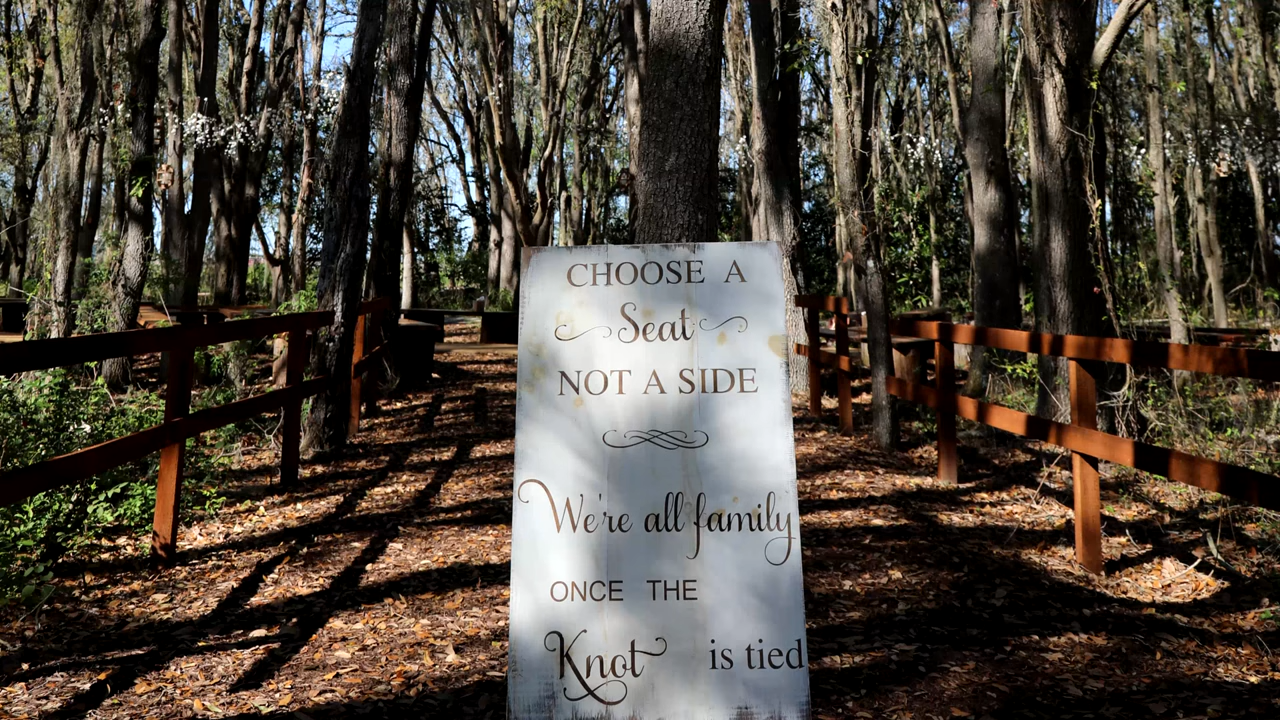 CHOOSE A
Seat
NOT A SIDE
We're all family
ONCE THE
Knot is tied